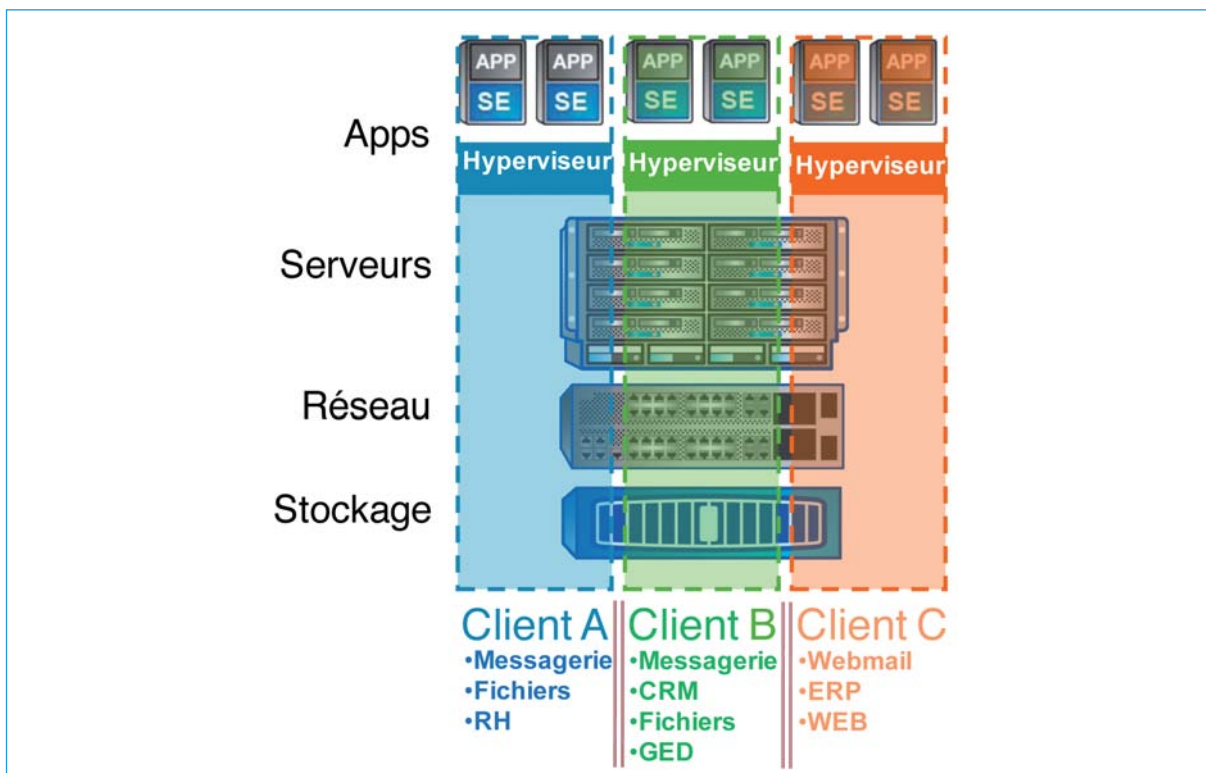 APP APP APP APP APP APP
SE SE SE SE SE SE
Apps
Hyperviseur Hyperviseur Hyperviseur
Serveurs
Réseau
Stockage
Client A
•Messagerie
•Fichiers
•RH
Client B
•Messagerie
•CRM
•Fichiers
•GED
Client C
•Webmail
•ERP
•WEB